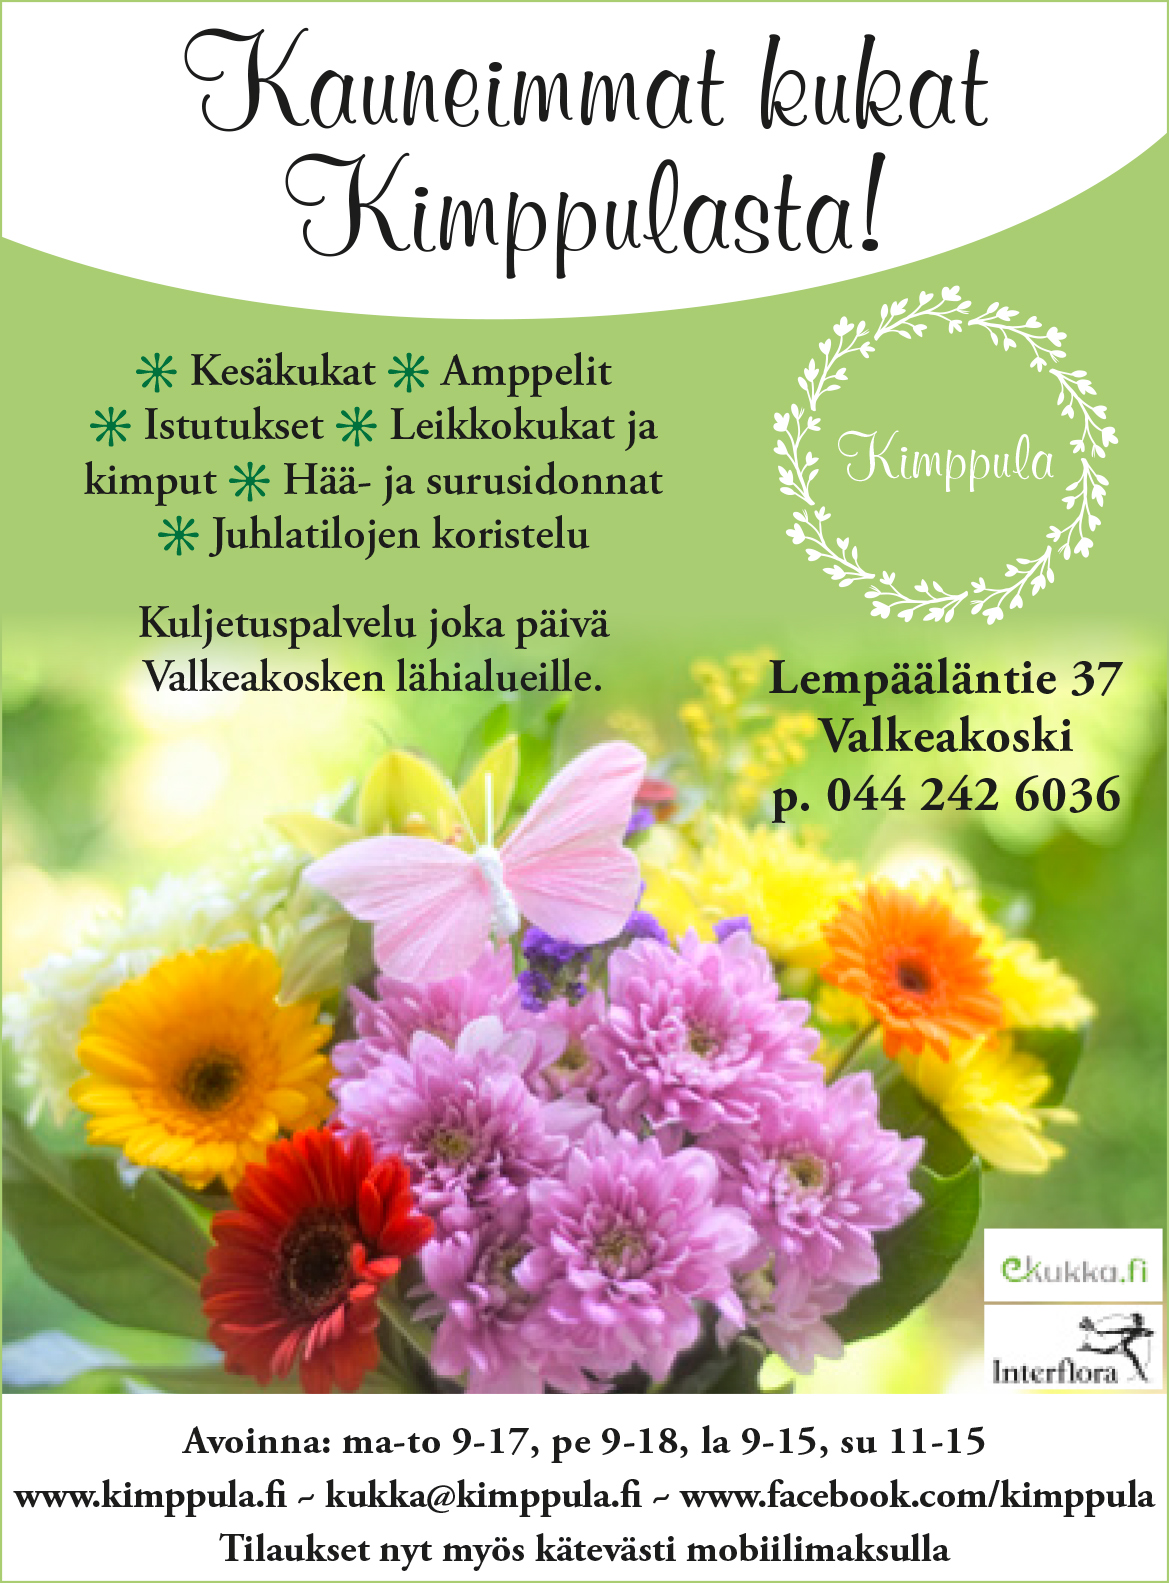 Kauneimmat kukat
Kimppulasta!
Kesäkukat Amppelit
Istutukset Leikkokukat ja
kimput Hää- ja surusidonnat
Juhlatilojen koristelu
Kimppula
Kuljetuspalvelu joka päivä
Valkeakosken lähialueille.
Lempääläntie 37
Valkeakoski
p. 044 242 6036
ekukka.fi
Interflora
Avoinna: ma-to 9-17, pe 9-18, la 9-15, su 11-15
www.kimppula.fi ~ kukka@kimppula.fi ~ www.facebook.com/kimppula
Tilaukset nyt myös kätevästi mobiilimaksulla